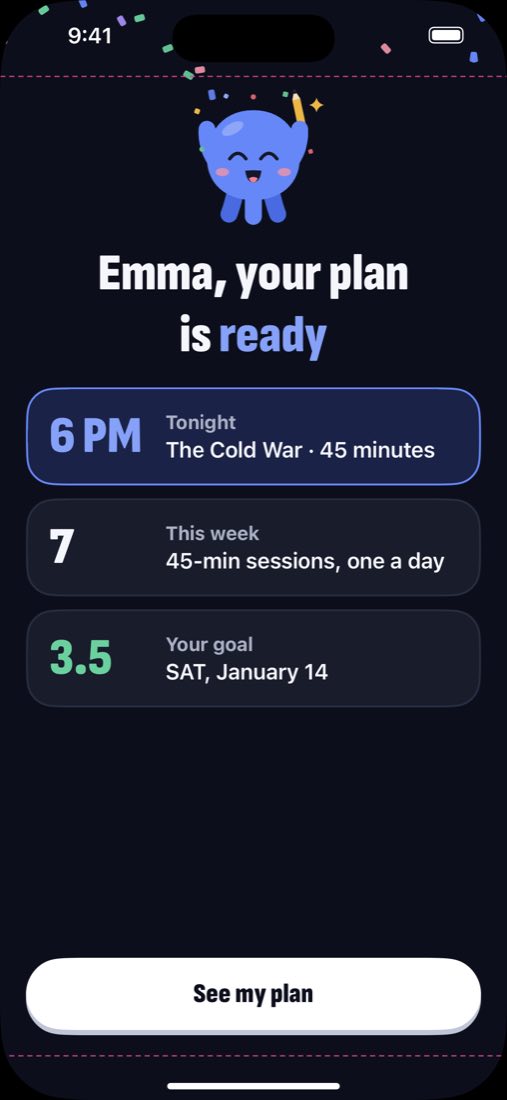 9:41
Emma, your plan
is ready
6 PM
Tonight
The Cold War · 45 minutes
7
This week
45-min sessions, one a day
3.5
Your goal
SAT, January 14
See my plan